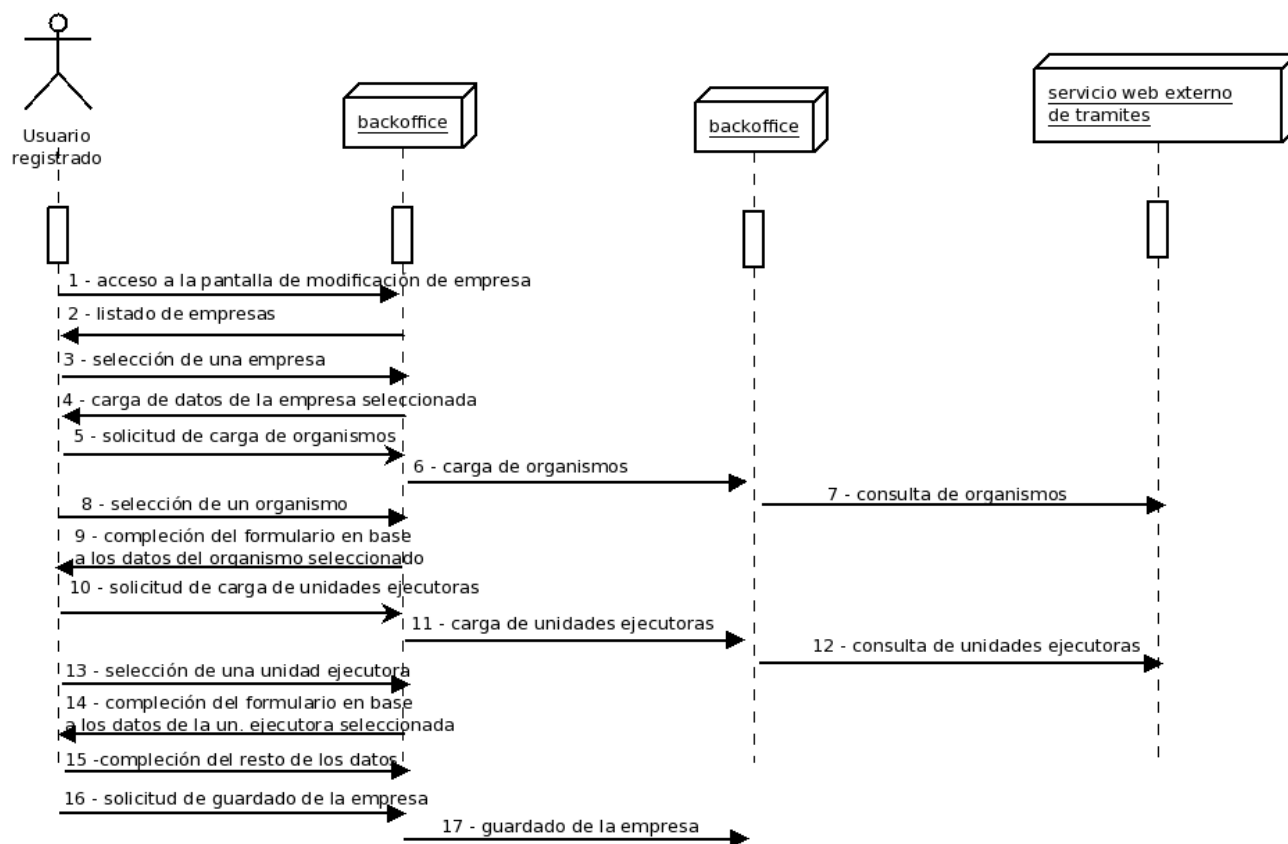 Usuario
registrado
backoffice
backoffice
servicio web externo
de tramites
1 - acceso a la pantalla de modificación de empresa
2 - listado de empresas
3 - selección de una empresa
4 - carga de datos de la empresa seleccionada
5 - solicitud de carga de organismos
6 - carga de organismos
7 - consulta de organismos
8 - selección de un organismo
9 - compleción del formulario en base
a los datos del organismo seleccionado
10 - solicitud de carga de unidades ejecutoras
11 - carga de unidades ejecutoras
12 - consulta de unidades ejecutoras
13 - selección de una unidad ejecutora
14 - compleción del formulario en base
a los datos de la un. ejecutora seleccionada
15 -compleción del resto de los datos
16 - solicitud de guardado de la empresa
17 - guardado de la empresa